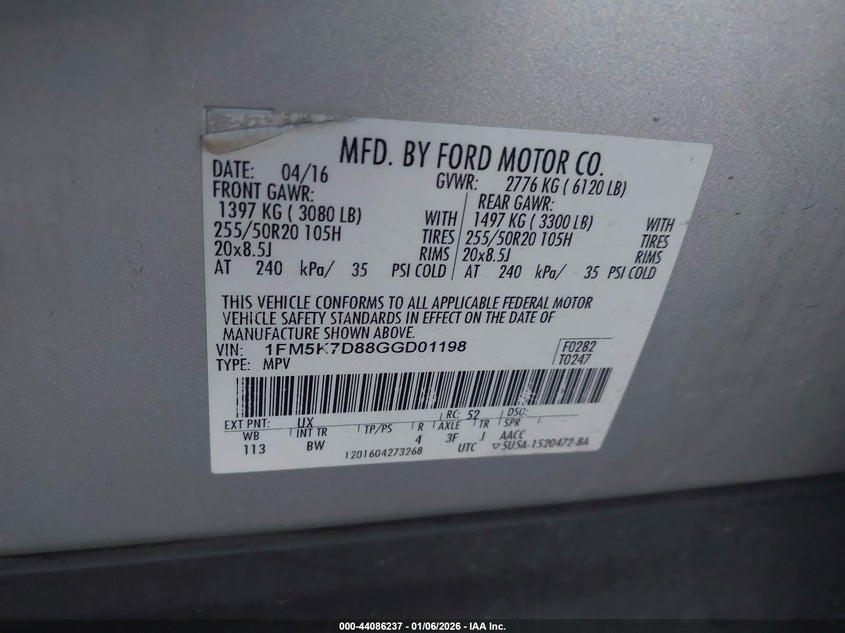 MFD. BY FORD MOTOR CO.
DATE: 04/16 GVWR: 2776 KG ( 6120 LB)
FRONT GAWR: REAR GAWR:
1397 KG ( 3080 LB) WITH 1497 KG ( 3300 LB) WITH
255/50R20 105H TIRES 255/50R20 105H TIRES
20x8.5J RIMS 20x8.5J RIMS
AT 240 kPa/ 35 PSI COLD AT 240 kPa/ 35 PSI COLD
THIS VEHICLE CONFORMS TO ALL APPLICABLE FEDERAL MOTOR
VEHICLE SAFETY STANDARDS IN EFFECT ON THE DATE OF
MANUFACTURE SHOWN ABOVE.
VIN: 1FM5K7D88GGD01198 F0282
TYPE: MPV T0247
EXT PNT: UX RC: 52 DSO:
WB INT TR TP/PS R AXLE TR SPR
113 BW 4 3F J AACC
1201604273268 UTC ▽5U5A-1520472-BA
000-44086237 - 01/06/2026 - IAA Inc.